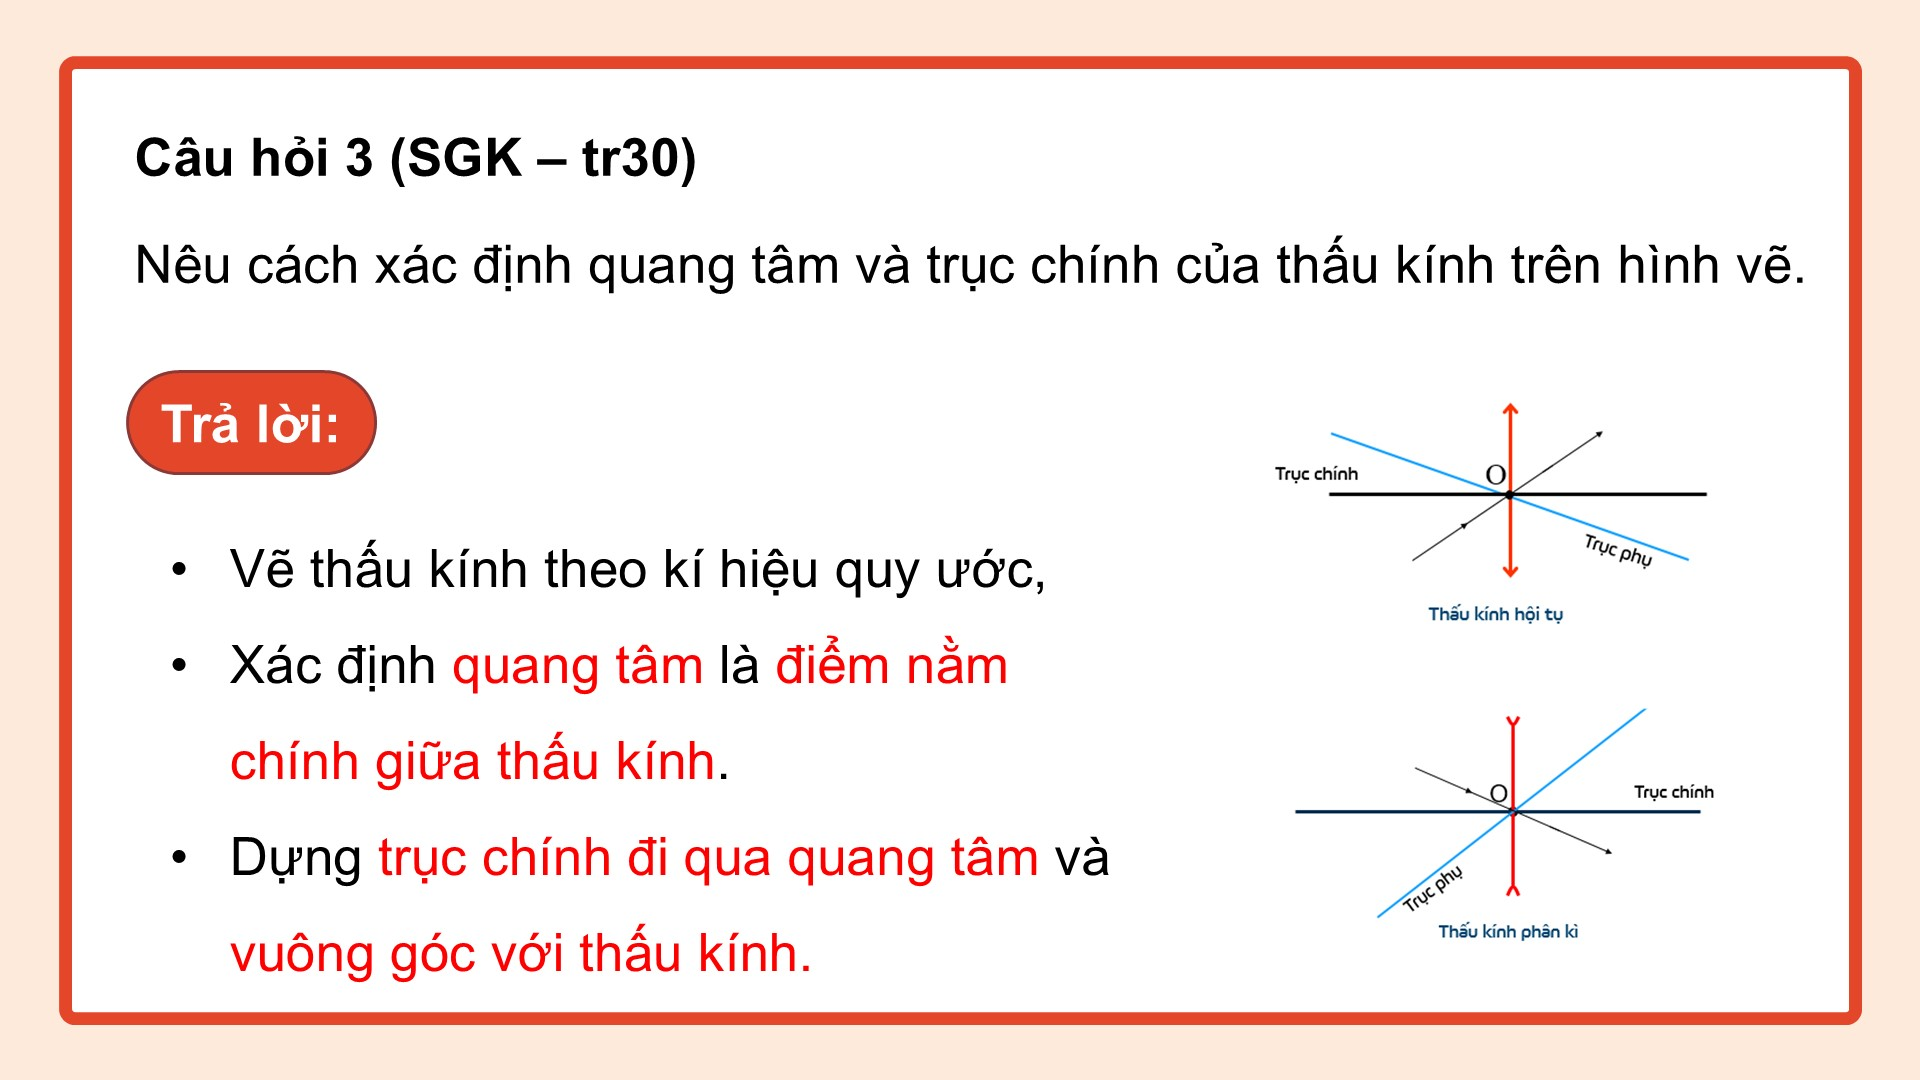 Câu hỏi 3 (SGK – tr30)
Nêu cách xác định quang tâm và trục chính của thấu kính trên hình vẽ.
Trả lời:
• Vẽ thấu kính theo kí hiệu quy ước,
• Xác định quang tâm là điểm nằm
chính giữa thấu kính.
• Dựng trục chính đi qua quang tâm và
vuông góc với thấu kính.
Trục chính
O
Trục phụ
Thấu kính hội tụ
O
Trục chính
Trục phụ
Thấu kính phân kì